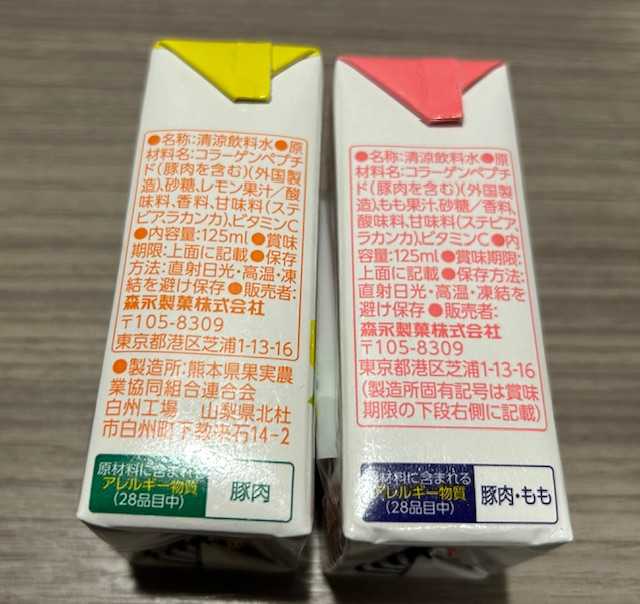 ●名称:清涼飲料水●原
材料名:コラーゲンペプチ
ド(豚肉を含む)(外国製
造)、砂糖、レモン果汁/酸
味料、香料、甘味料(ステ
ビア、ラカンカ)、ビタミンC
●内容量:125ml●賞味
期限:上面に記載●保存
方法:直射日光・高温・凍
結を避け保存●販売者:
森永製菓株式会社
〒105-8309
東京都港区芝浦1-13-16
●製造所:熊本県果実農
業協同組合連合会
白州工場 山梨県北杜
市白州町下教来石14-2
原材料に含まれる
アレルギー物質
(28品目中)
豚肉
●名称:清涼飲料水●原
材料名:コラーゲンペプチ
ド(豚肉を含む)(外国製
造)、もも果汁、砂糖/香料、
酸味料、甘味料(ステビア、
ラカンカ)、ビタミンC●内
容量:125ml●賞味期限:
上面に記載●保存方法:
直射日光・高温・凍結を
避け保存●販売者:
森永製菓株式会社
〒105-8309
東京都港区芝浦1-13-16
(製造所固有記号は賞味
期限の下段右側に記載)
原材料に含まれる
アレルギー物質
(28品目中)
豚肉・もも